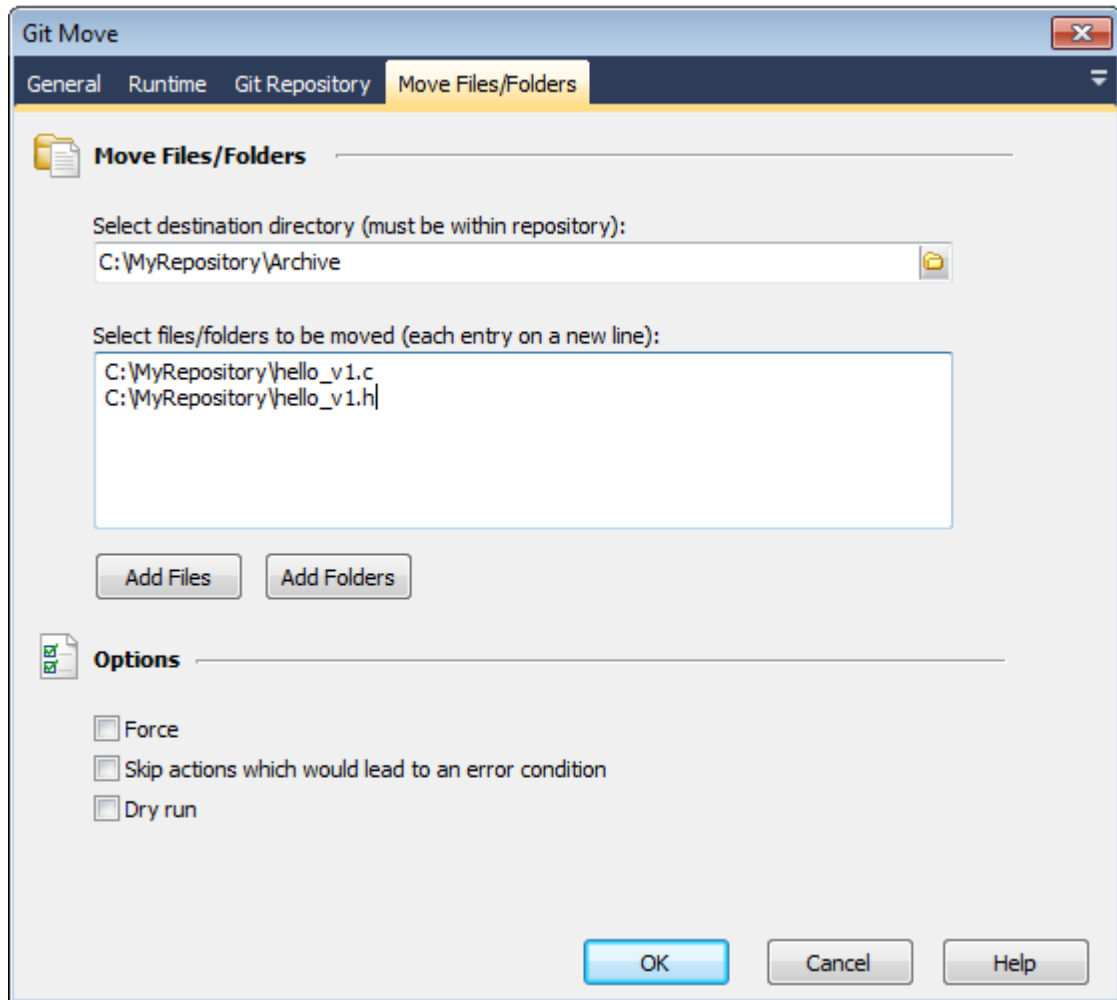 Git Move
General Runtime Git Repository Move Files/Folders
Move Files/Folders
Select destination directory (must be within repository):
C:\MyRepository\Archive
Select files/folders to be moved (each entry on a new line):
C:\MyRepository\hello_v1.c
C:\MyRepository\hello_v1.h
Add Files Add Folders
Options
Force
Skip actions which would lead to an error condition
Dry run
OK Cancel Help